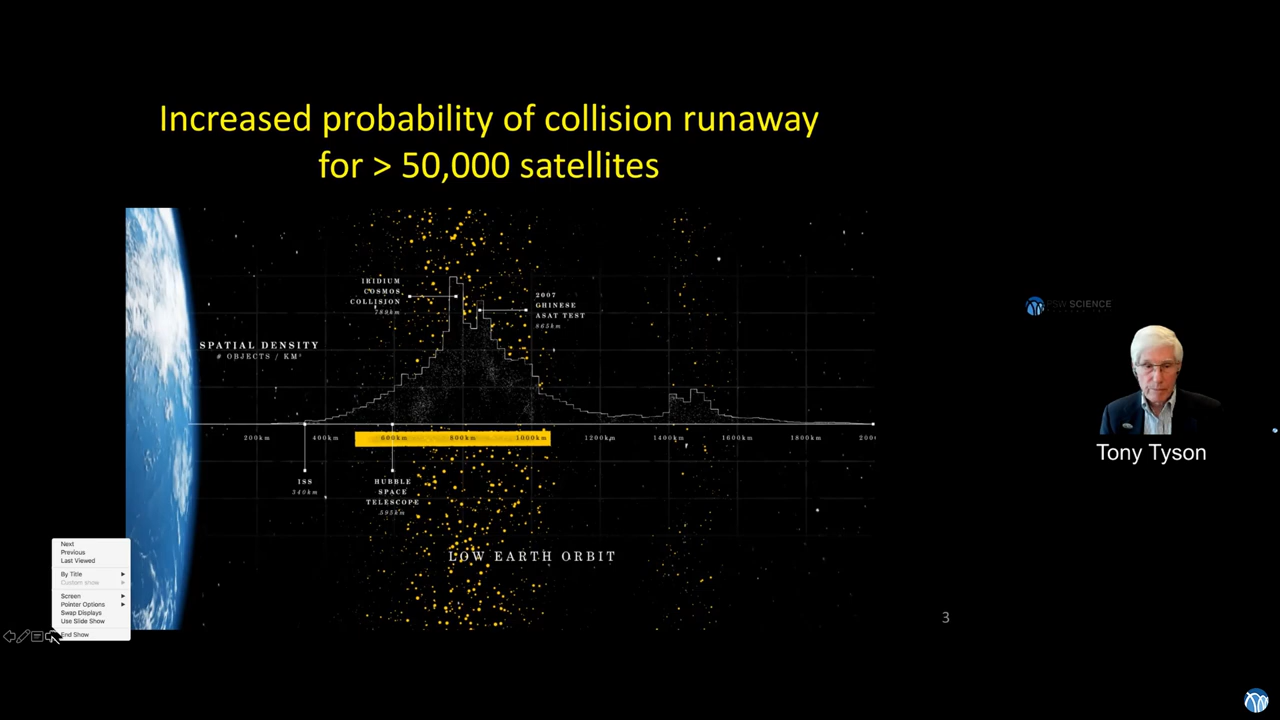 Increased probability of collision runaway
for > 50,000 satellites
IRIDIUM
COSMOS
COLLISION
789km
2007
CHINESE
ASAT TEST
865km
SPATIAL DENSITY
# OBJECTS / KM³
200km
400km
600km
800km
1000km
1200km
1400km
1600km
1800km
200
ISS
340km
HUBBLE
SPACE
TELESCOPE
595km
LOW EARTH ORBIT
3
PSW SCIENCE
Tony Tyson
Next
Previous
Last Viewed
By Title
Custom show
Screen
Pointer Options
Swap Displays
Use Slide Show
End Show